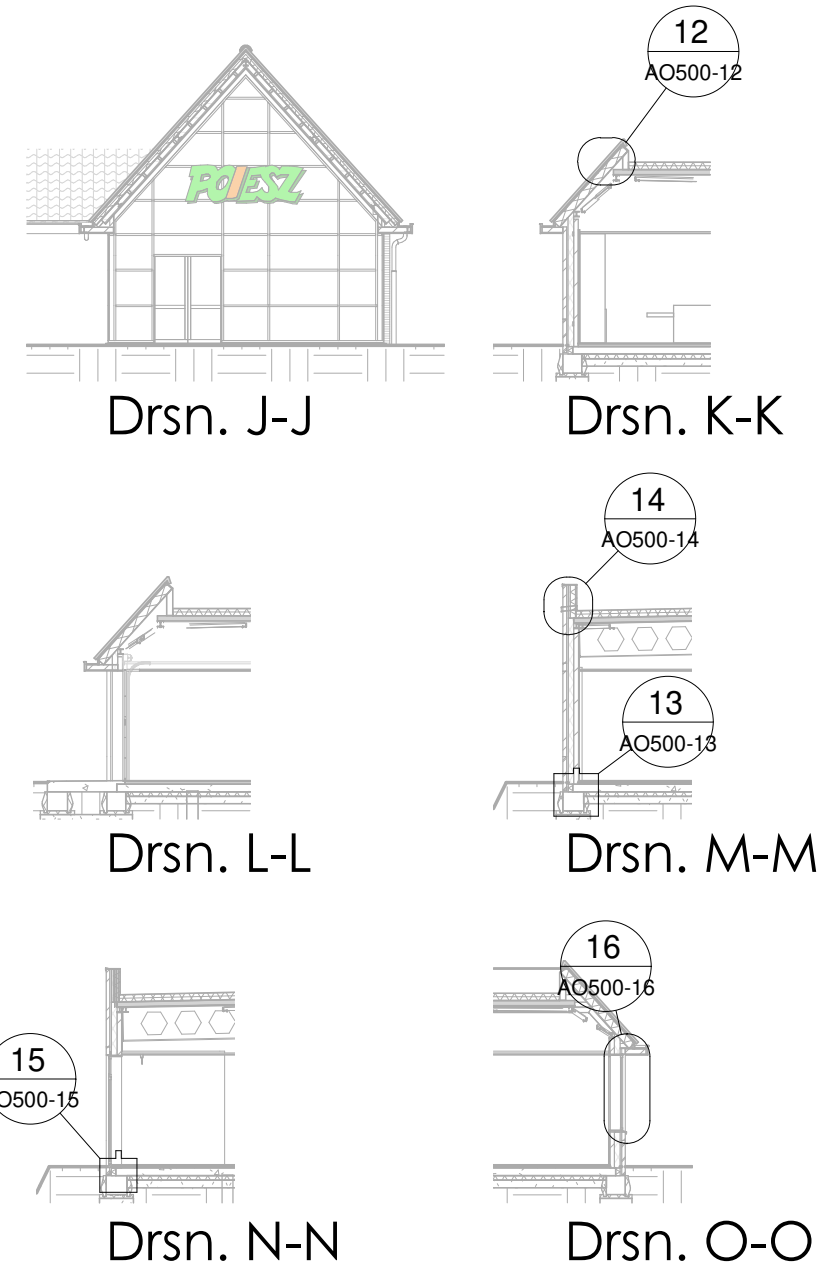 12
AO500-12
POIESZ
Drsn. J-J
Drsn. K-K
14
AO500-14
13
AO500-13
Drsn. L-L
Drsn. M-M
16
AO500-16
15
O500-15
Drsn. N-N
Drsn. O-O